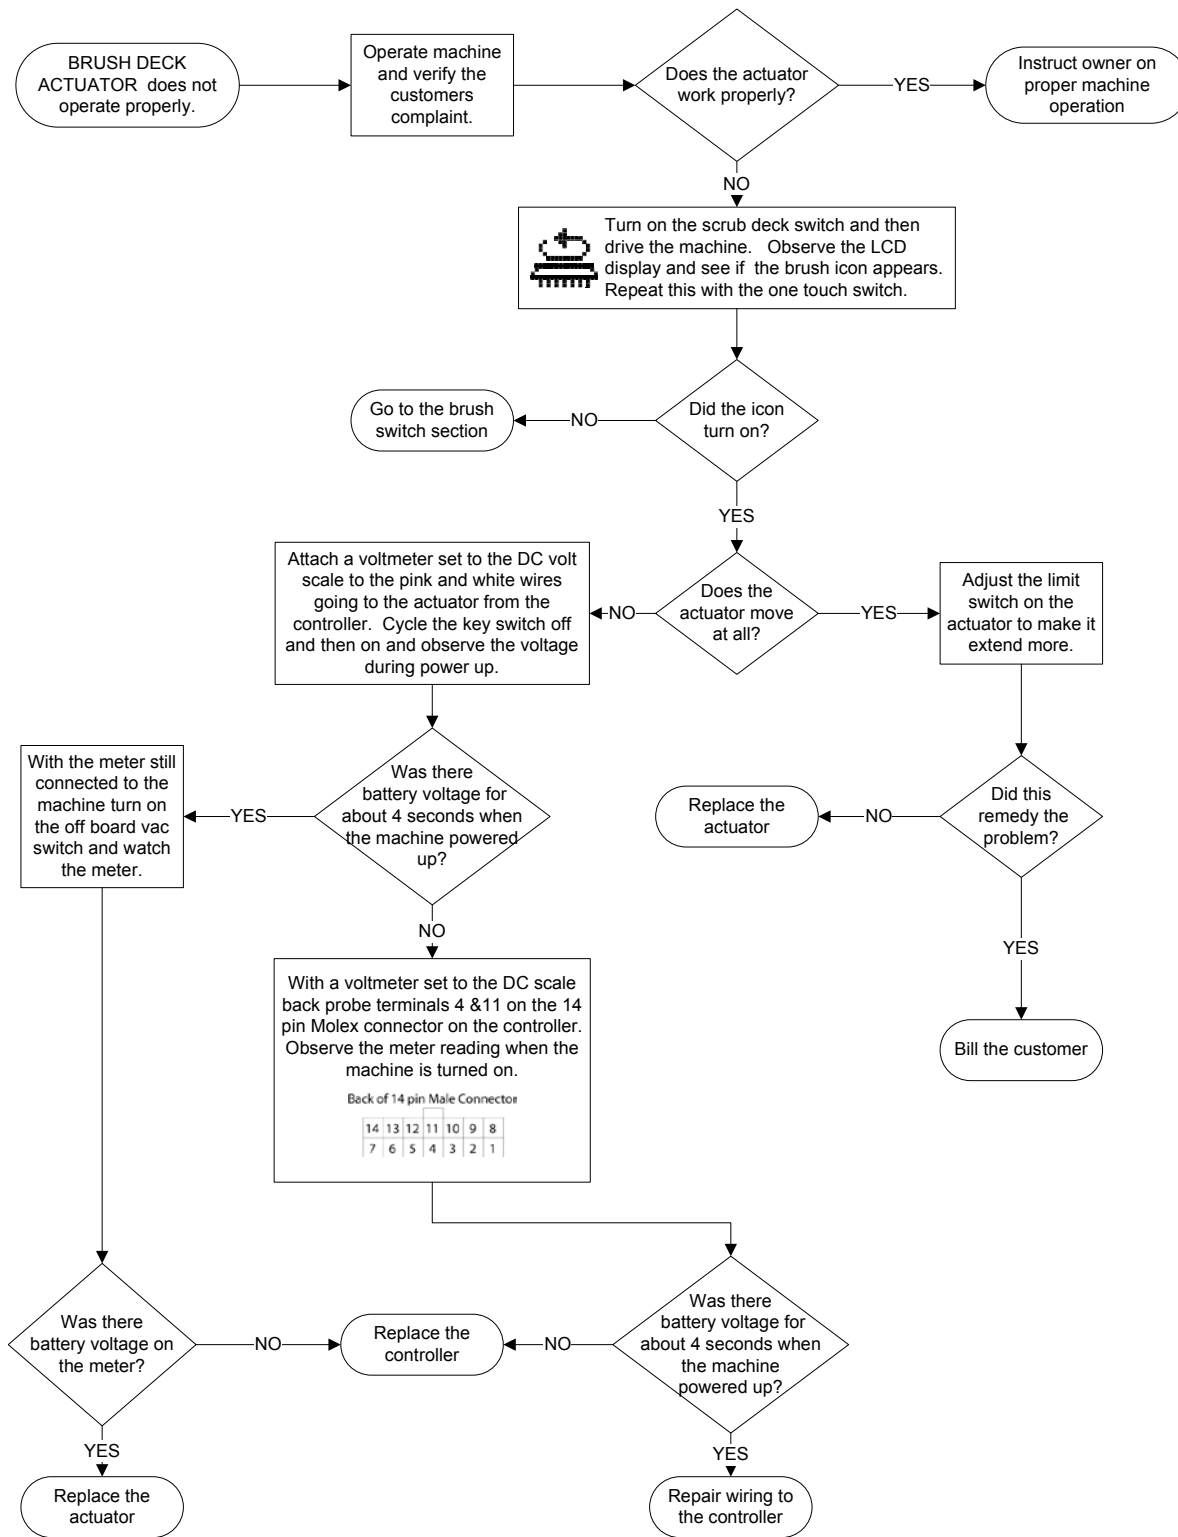 BRUSH DECK
ACTUATOR does not
operate properly.
Operate machine
and verify the
customers
complaint.
Does the actuator
work properly?
YES
Instruct owner on
proper machine
operation
NO
Turn on the scrub deck switch and then
drive the machine. Observe the LCD
display and see if the brush icon appears.
Repeat this with the one touch switch.
Did the icon
turn on?
NO
Go to the brush
switch section
YES
Does the
actuator move
at all?
NO
Attach a voltmeter set to the DC volt
scale to the pink and white wires
going to the actuator from the
controller. Cycle the key switch off
and then on and observe the voltage
during power up.
YES
Adjust the limit
switch on the
actuator to make it
extend more.
Was there
battery voltage for
about 4 seconds when
the machine powered
up?
YES
With the meter still
connected to the
machine turn on
the off board vac
switch and watch
the meter.
Did this
remedy the
problem?
NO
Replace the
actuator
NO
YES
With a voltmeter set to the DC scale
back probe terminals 4 &11 on the 14
pin Molex connector on the controller.
Observe the meter reading when the
machine is turned on.
Back of 14 pin Male Connector
14 13 12 11 10 9 8
7 6 5 4 3 2 1
Bill the customer
Was there
battery voltage on
the meter?
NO
Replace the
controller
NO
Was there
battery voltage for
about 4 seconds when
the machine
powered up?
YES
Replace the
actuator
YES
Repair wiring to
the controller